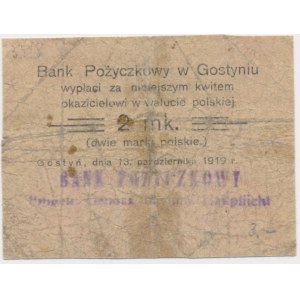 Bank Pożyczkowy w Gostyniu
wypłaci za niniejszym kwitem
okazicielowi w walucie polskiej
2 mk.
(dwie marki polskie.)
Gostyń, dnia 13. października 1919 r.
BANK POŻYCZKOWY
3,-